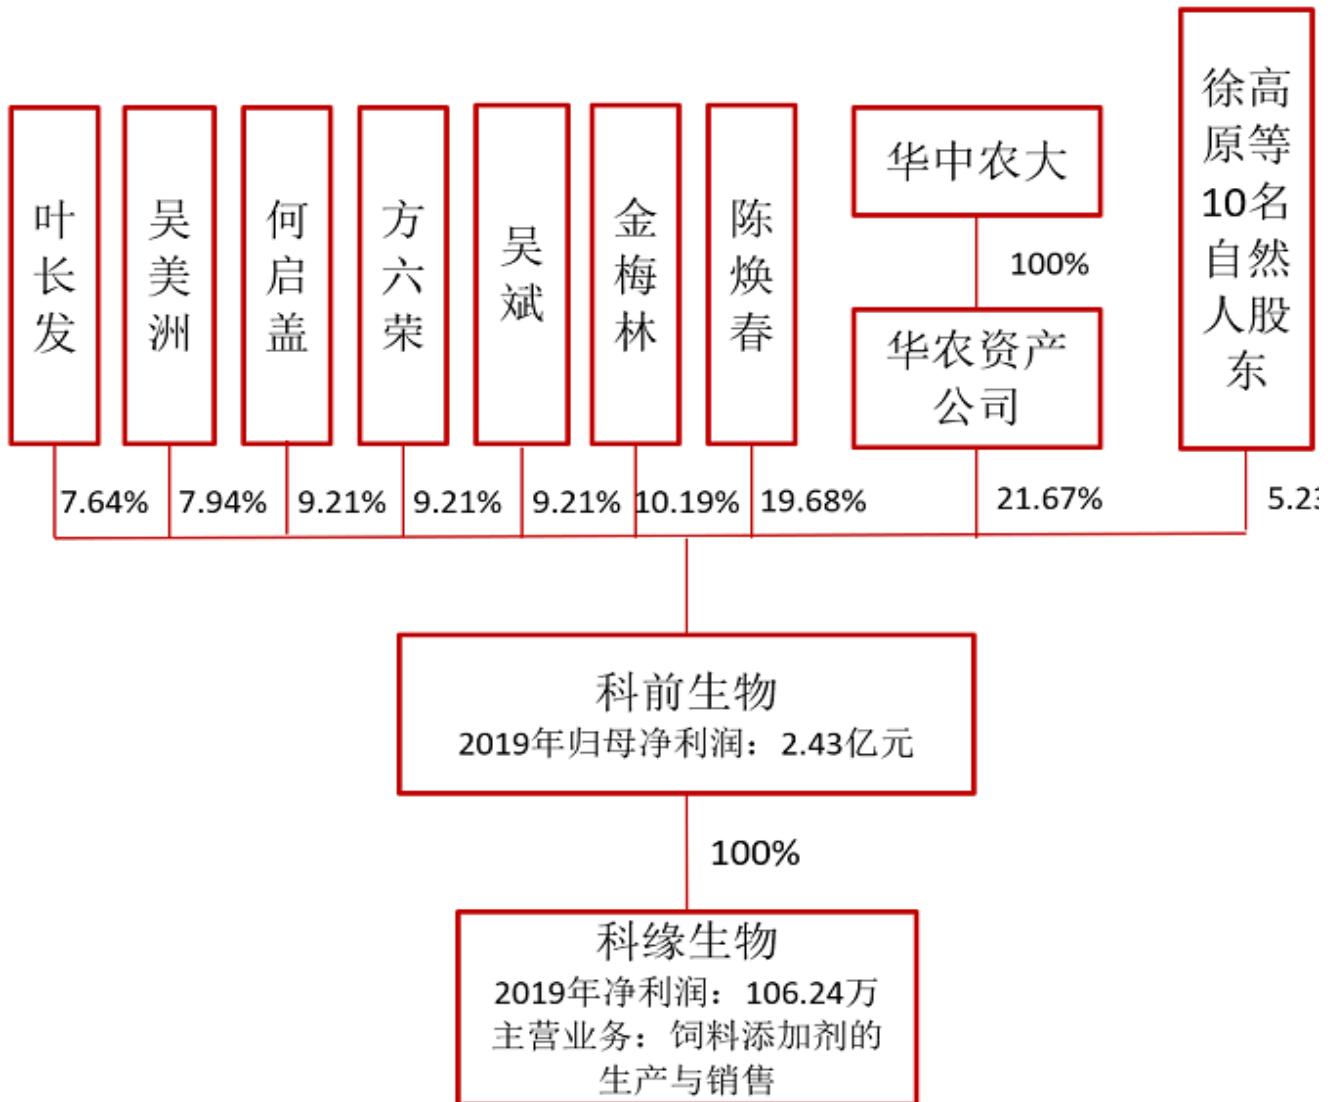 叶长发
吴美洲
何启盖
方六荣
吴斌
金梅林
陈焕春
华中农大
100%
华农资产
公司
徐高
原等
10名
自然
人股
东
7.64%
7.94%
9.21%
9.21%
9.21%
10.19%
19.68%
21.67%
5.23
科前生物
2019年归母净利润：2.43亿元
100%
科缘生物
2019年净利润：106.24万
主营业务：饲料添加剂的
生产与销售